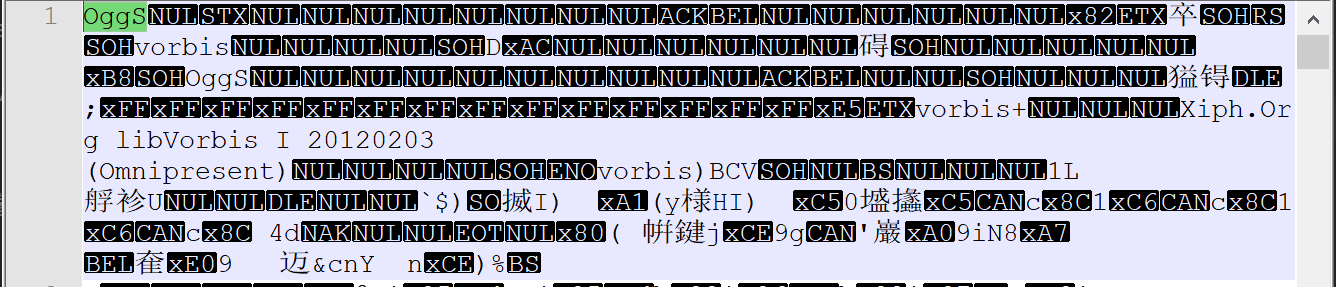 1 OggSNULSTXNULNULNULNULNULNULNULNULACKBELNULNULNULNULNULNULx82ETX卒SOHRS
SOHvorbisNULNULNULNULSOHDxACNULNULNULNULNULNUL碍SOHNULNULNULNULNUL
xB8SOHOggSNULNULNULNULNULNULNULNULNULNULACKBELNULNULSOHNULNULNUL猛锝DLE
;xFFxFFxFFxFFxFFxFFxFFxFFxFFxFFxFFxFFxFFxFFxE5ETXvorbis+NULNULNULXiph.Or
g libVorbis I 20120203
(Omnipresent)NULNULNULNULSOHENQvorbis)BCVSOHNULBSNULNULNUL1L
艀袗UNULNULDLENULNUL`$)SO搣I) xA1(y様HI) xC50墭攭xC5CANcx8C1xC6CANcx8C1
xC6CANcx8C 4dNAKNULNULEOTNULx80( 帡鍵jxCE9gCAN'巖xA09iN8xA7
BEL奞xE09 迈&cnY nxCE)%BS